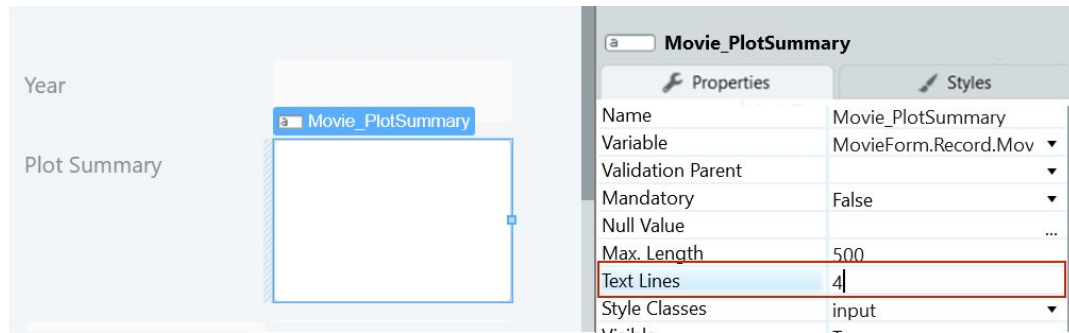 Year
a Movie_PlotSummary
Plot Summary
a Movie_PlotSummary
Properties Styles
Name Movie_PlotSummary
Variable MovieForm.Record.Mov
Validation Parent
Mandatory False
Null Value ...
Max. Length 500
Text Lines 4
Style Classes input